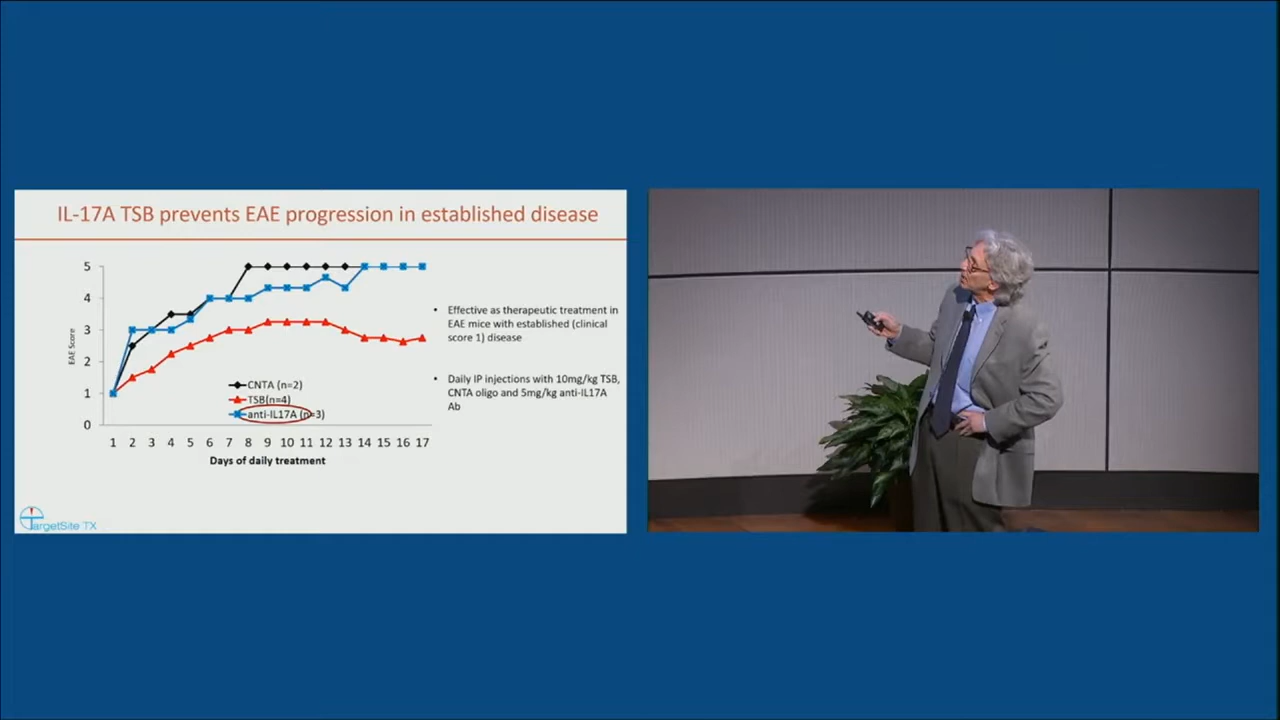 IL-17A TSB prevents EAE progression in established disease
5
4
3
2
1
0
EAE Score
CNTA (n=2)
TSB(n=4)
anti-IL17A (n=3)
1 2 3 4 5 6 7 8 9 10 11 12 13 14 15 16 17
Days of daily treatment
• Effective as therapeutic treatment in
EAE mice with established (clinical
score 1) disease
• Daily IP injections with 10mg/kg TSB,
CNTA oligo and 5mg/kg anti-IL17A
Ab
TargetSite TX